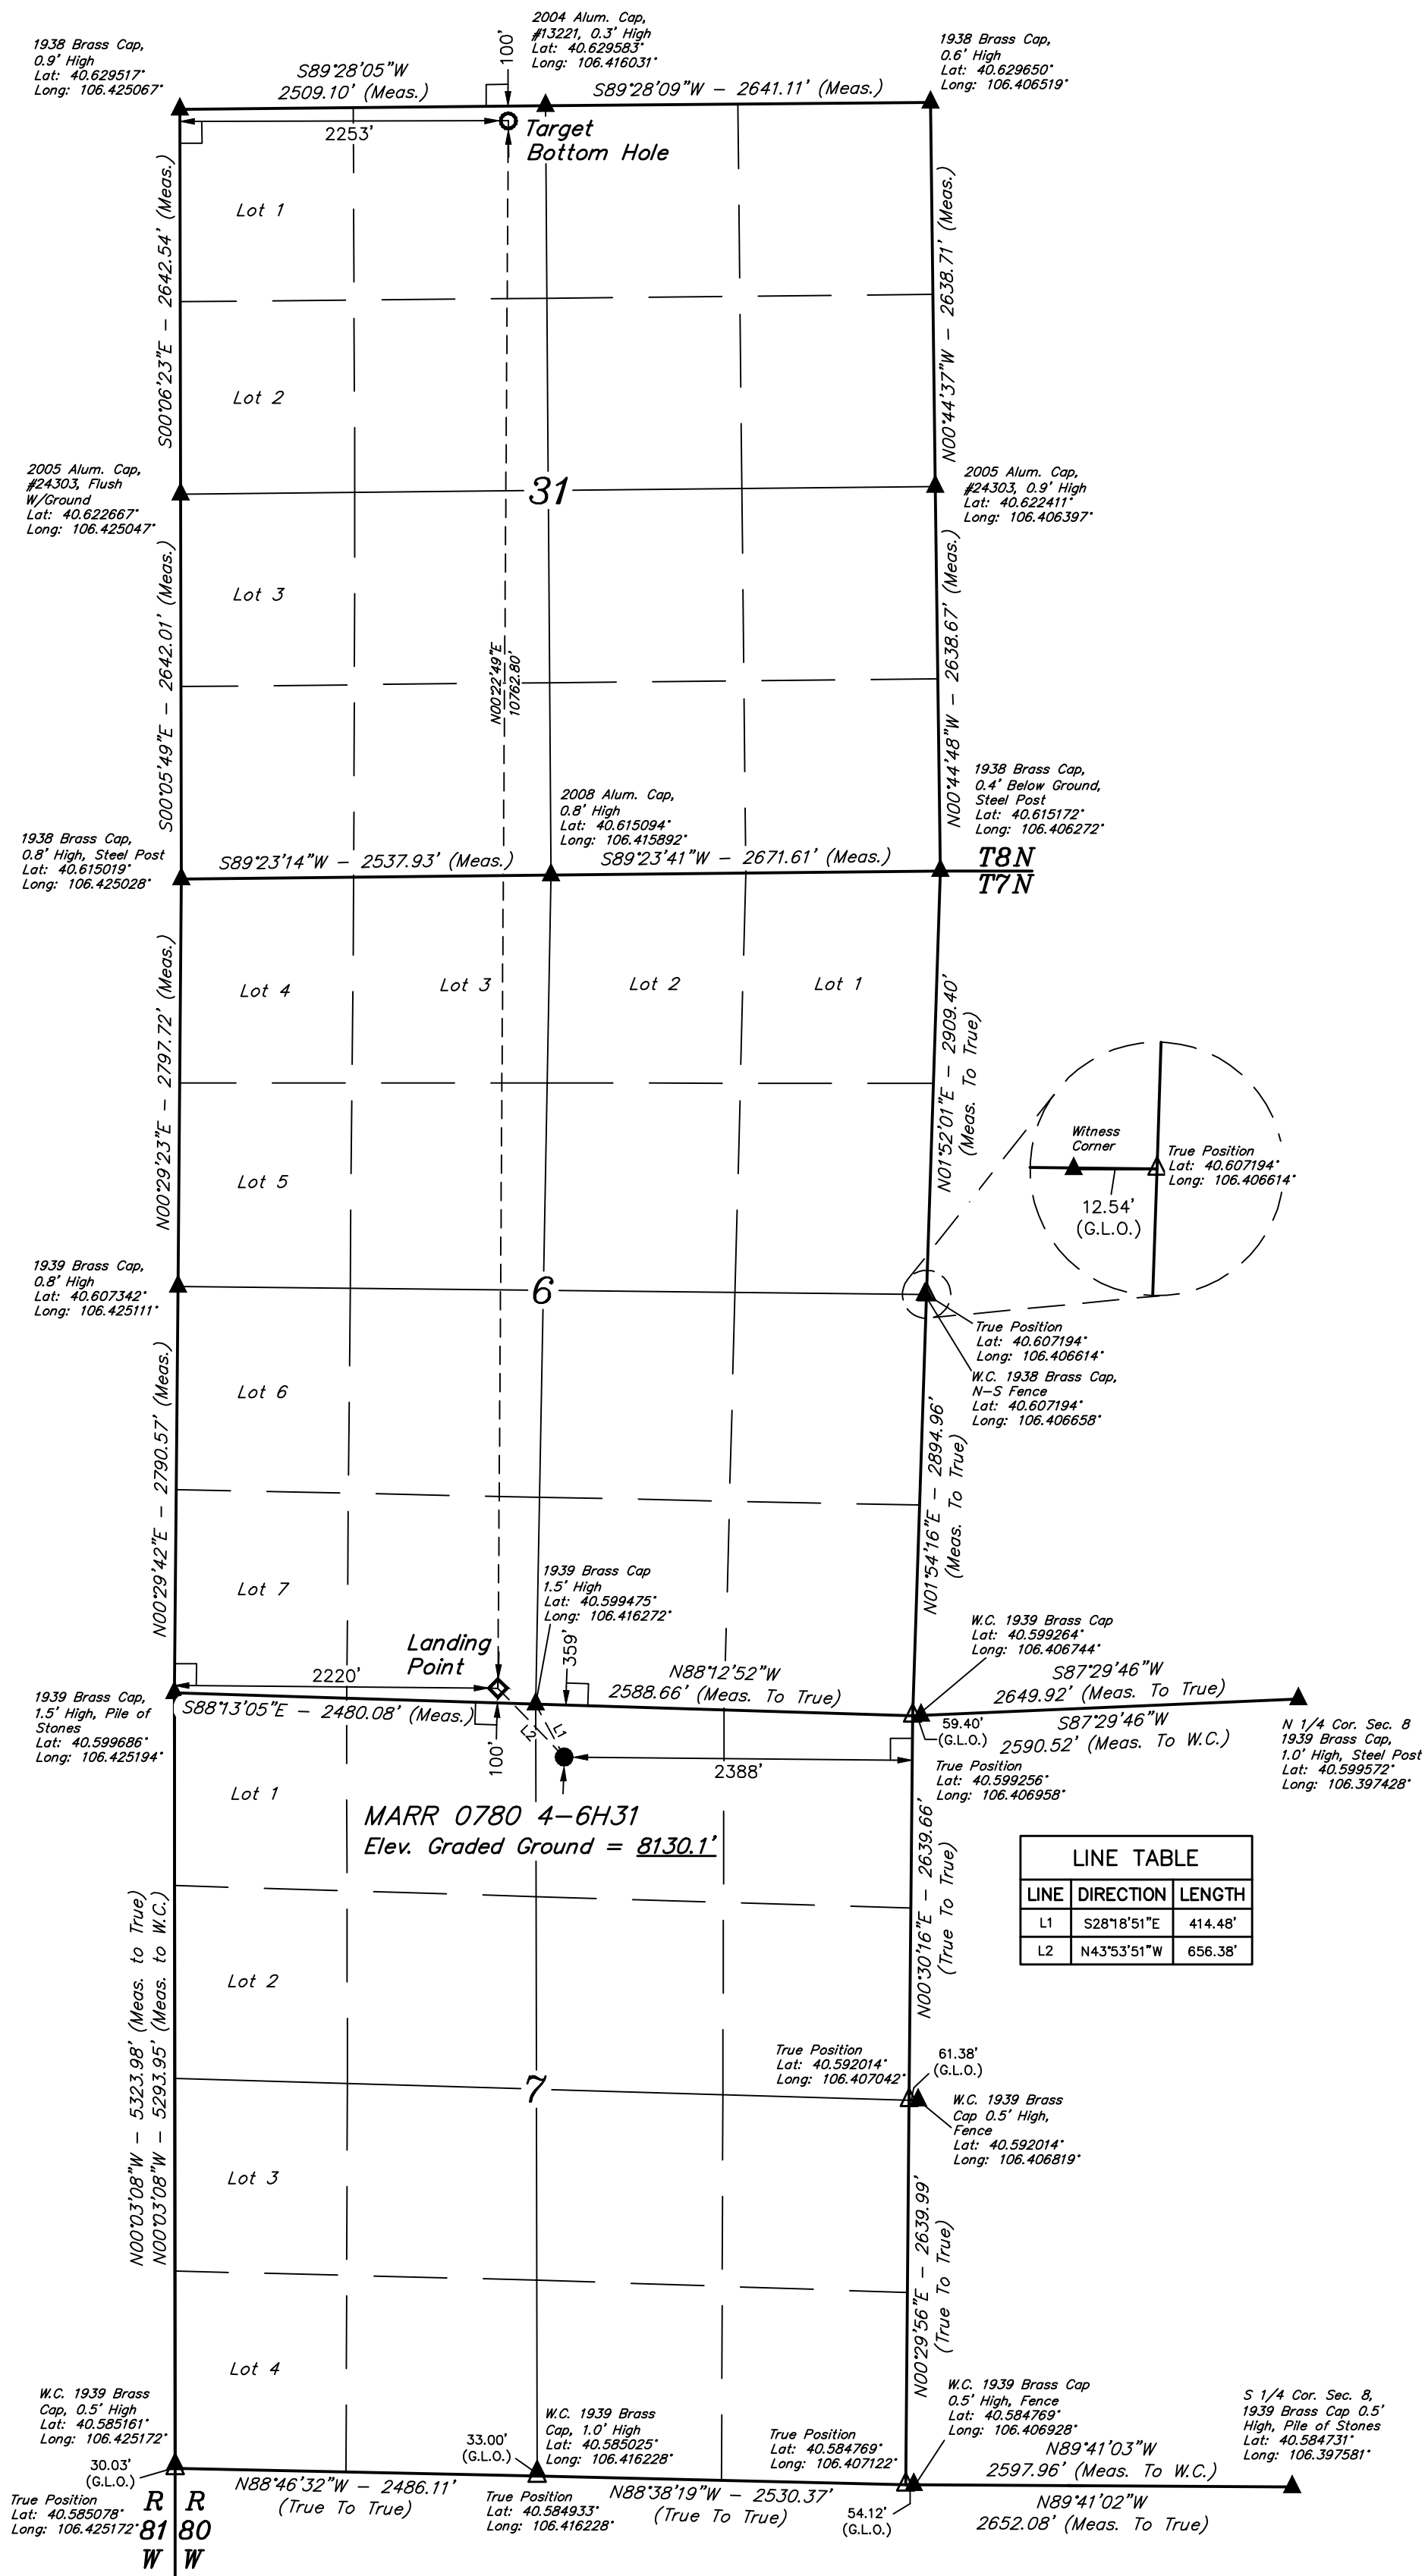 1938 Brass Cap,
0.9' High
Lat: 40.629517°
Long: 106.425067°
S89°28'05"W
2509.10' (Meas.)
100'
2004 Alum. Cap,
#13221, 0.3' High
Lat: 40.629583°
Long: 106.416031°
S89°28'09"W – 2641.11' (Meas.)
1938 Brass Cap,
0.6' High
Lat: 40.629650°
Long: 106.406519°
2253'
Target
Bottom Hole
S00°06'23"E – 2642.54' (Meas.)
N00°44'37"W – 2638.71' (Meas.)
Lot 1
Lot 2
2005 Alum. Cap,
#24303, Flush
W/Ground
Lat: 40.622667°
Long: 106.425047°
31
2005 Alum. Cap,
#24303, 0.9' High
Lat: 40.622411°
Long: 106.406397°
Lot 3
S00°05'49"E – 2642.01' (Meas.)
N00°22'49"E
10762.80'
N00°44'48"W – 2638.67' (Meas.)
1938 Brass Cap,
0.4' Below Ground,
Steel Post
Lat: 40.615172°
Long: 106.406272°
2008 Alum. Cap,
0.8' High
Lat: 40.615094°
Long: 106.415892°
1938 Brass Cap,
0.8' High, Steel Post
Lat: 40.615019°
Long: 106.425028°
S89°23'14"W – 2537.93' (Meas.)
S89°23'41"W – 2671.61' (Meas.)
T8N
T7N
Lot 4
Lot 3
Lot 2
Lot 1
N00°29'23"E – 2797.72' (Meas.)
N01°52'01"E – 2909.40'
(Meas. To True)
Witness
Corner
True Position
Lat: 40.607194°
Long: 106.406614°
12.54'
(G.L.O.)
Lot 5
1939 Brass Cap,
0.8' High
Lat: 40.607342°
Long: 106.425111°
6
True Position
Lat: 40.607194°
Long: 106.406614°
W.C. 1938 Brass Cap,
N–S Fence
Lat: 40.607194°
Long: 106.406658°
Lot 6
N00°29'42"E – 2790.57' (Meas.)
N01°54'16"E – 2894.96'
(Meas. To True)
Lot 7
1939 Brass Cap
1.5' High
Lat: 40.599475°
Long: 106.416272°
Landing
Point
359'
2220'
N88°12'52"W
2588.66' (Meas. To True)
W.C. 1939 Brass Cap
Lat: 40.599264°
Long: 106.406744°
S87°29'46"W
2649.92' (Meas. To True)
S87°29'46"W
2590.52' (Meas. To W.C.)
59.40'
(G.L.O.)
N 1/4 Cor. Sec. 8
1939 Brass Cap,
1.0' High, Steel Post
Lat: 40.599572°
Long: 106.397428°
1939 Brass Cap,
1.5' High, Pile of
Stones
Lat: 40.599686°
Long: 106.425194°
S88°13'05"E – 2480.08' (Meas.)
L1
L2
100'
2388'
True Position
Lat: 40.599256°
Long: 106.406958°
Lot 1
MARR 0780 4–6H31
Elev. Graded Ground = 8130.1'
LINE TABLE
LINE DIRECTION LENGTH
L1 S28°18'51"E 414.48'
L2 N43°53'51"W 656.38'
N00°30'16"E – 2639.66'
(True To True)
N00°03'08"W – 5323.98' (Meas. to True)
N00°03'08"W – 5293.95' (Meas. to W.C.)
Lot 2
7
True Position
Lat: 40.592014°
Long: 106.407042°
61.38'
(G.L.O.)
W.C. 1939 Brass
Cap 0.5' High,
Fence
Lat: 40.592014°
Long: 106.406819°
Lot 3
N00°29'56"E – 2639.99'
(True To True)
Lot 4
W.C. 1939 Brass
Cap, 0.5' High
Lat: 40.585161°
Long: 106.425172°
30.03'
(G.L.O.)
True Position
Lat: 40.585078°
Long: 106.425172°
R R
81 80
W W
N88°46'32"W – 2486.11'
(True To True)
33.00'
(G.L.O.)
W.C. 1939 Brass
Cap, 1.0' High
Lat: 40.585025°
Long: 106.416228°
True Position
Lat: 40.584933°
Long: 106.416228°
N88°38'19"W – 2530.37'
(True To True)
True Position
Lat: 40.584769°
Long: 106.407122°
54.12'
(G.L.O.)
W.C. 1939 Brass Cap
0.5' High, Fence
Lat: 40.584769°
Long: 106.406928°
N89°41'03"W
2597.96' (Meas. To W.C.)
N89°41'02"W
2652.08' (Meas. To True)
S 1/4 Cor. Sec. 8,
1939 Brass Cap 0.5'
High, Pile of Stones
Lat: 40.584731°
Long: 106.397581°